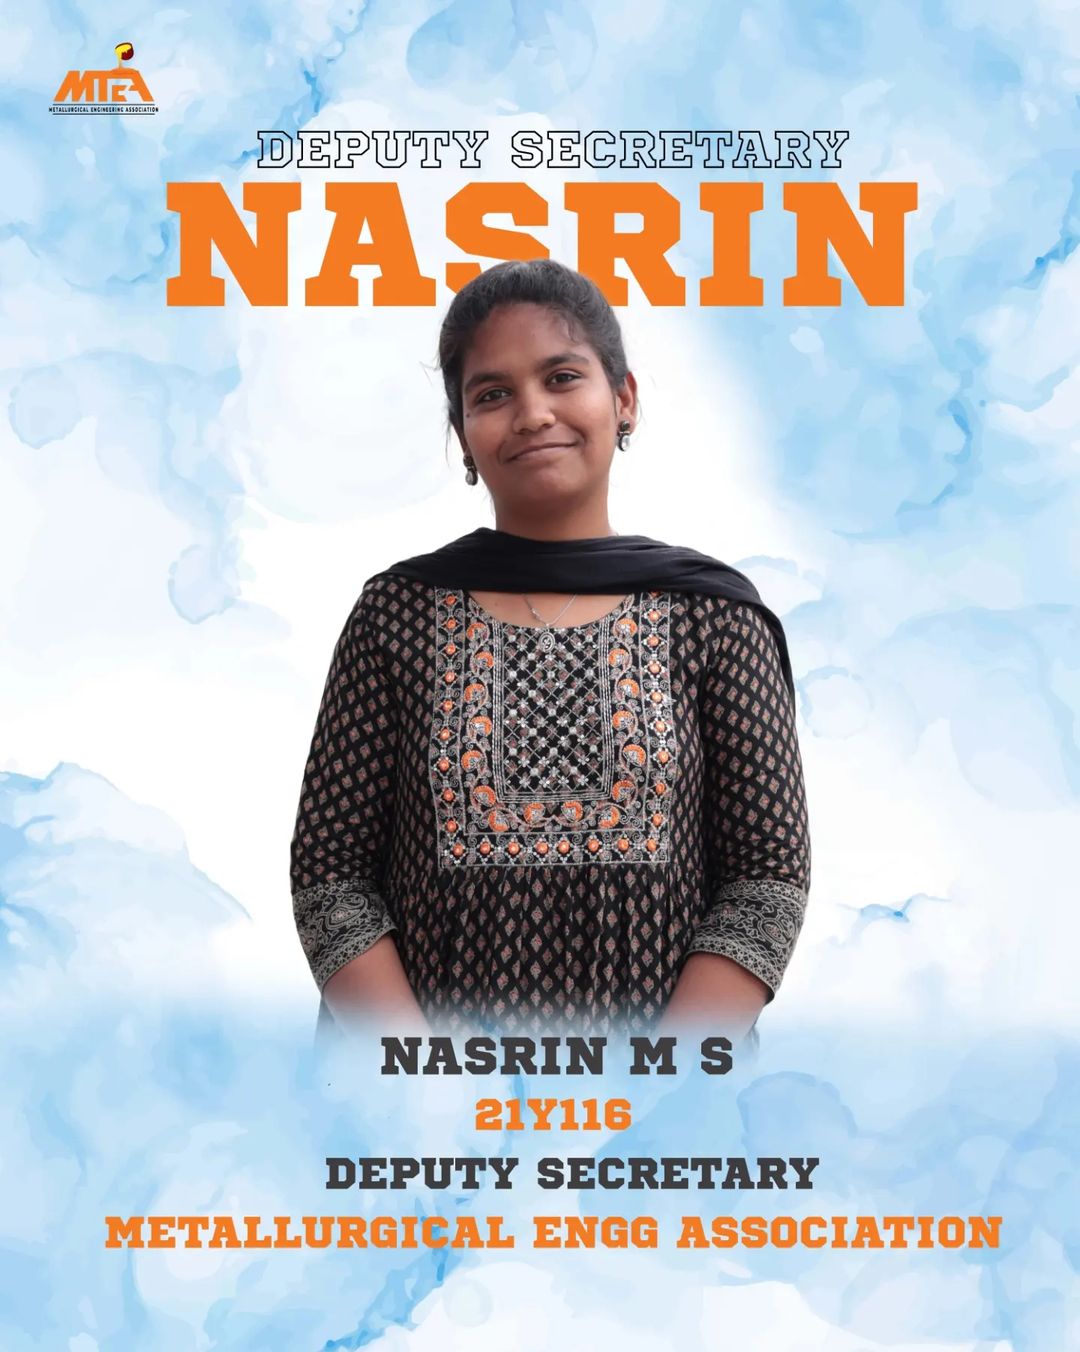 MTEA
METALLURGICAL ENGINEERING ASSOCIATION
DEPUTY SECRETARY
NASRIN
NASRIN M S
21Y116
DEPUTY SECRETARY
METALLURGICAL ENGG ASSOCIATION